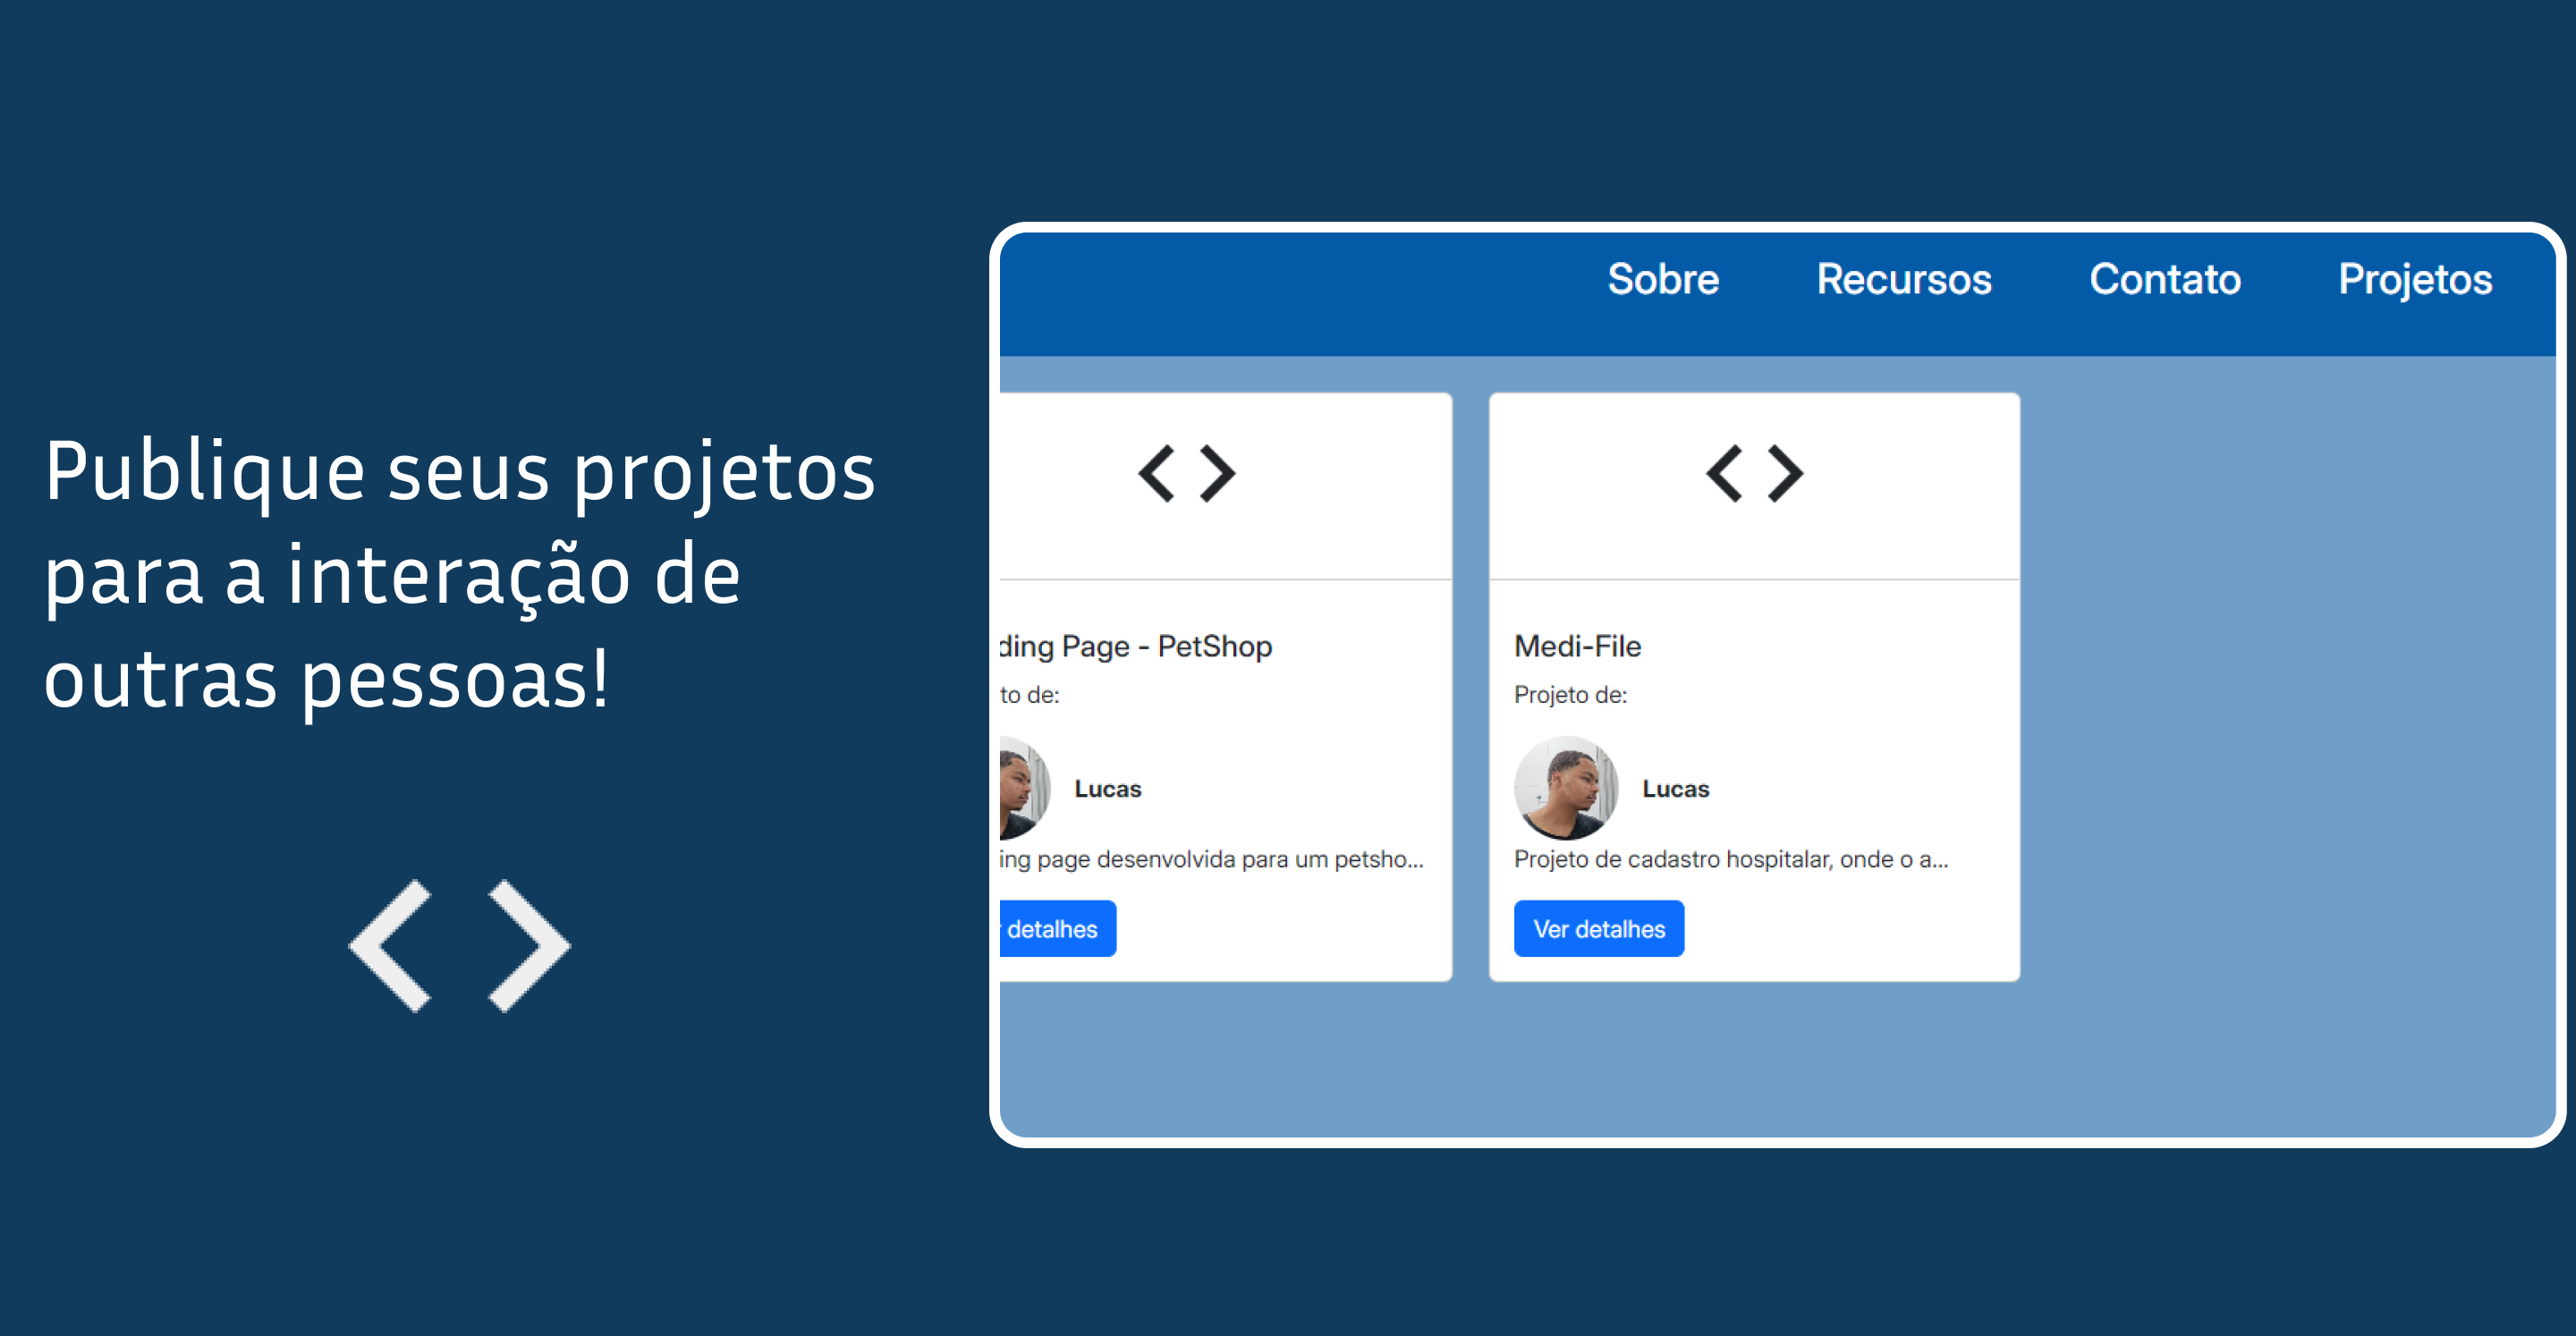 Publique seus projetos
para a interação de
outras pessoas!
Sobre Recursos Contato Projetos
ding Page - PetShop
to de:
Lucas
ing page desenvolvida para um petsho...
detalhes
Medi-File
Projeto de:
Lucas
Projeto de cadastro hospitalar, onde o a...
Ver detalhes